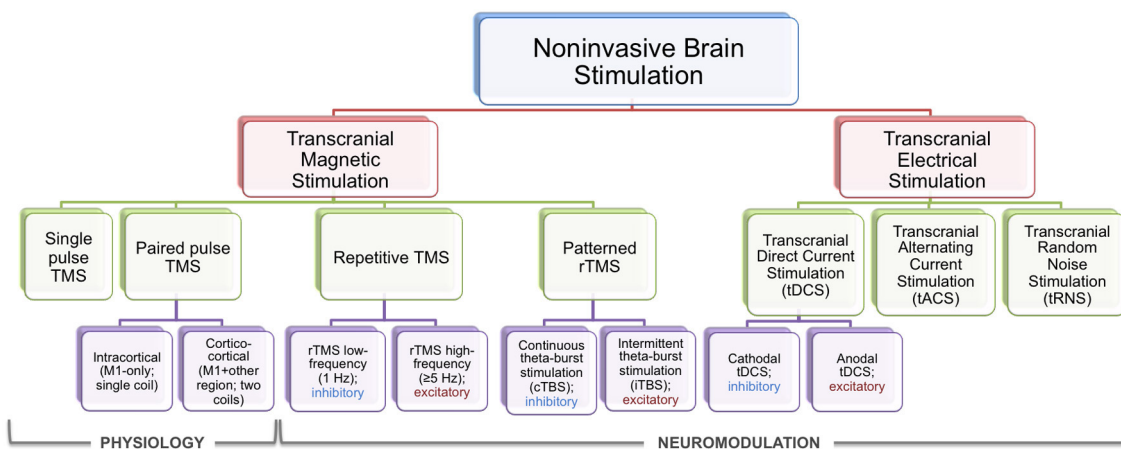 Noninvasive Brain
Stimulation
Transcranial
Magnetic
Stimulation
Transcranial
Electrical
Stimulation
Single
pulse
TMS
Paired pulse
TMS
Repetitive TMS
Patterned
rTMS
Transcranial
Direct Current
Stimulation
(tDCS)
Transcranial
Alternating
Current
Stimulation
(tACS)
Transcranial
Random
Noise
Stimulation
(tRNS)
Intracortical
(M1-only;
single coil)
Cortico-
cortical
(M1+other
region; two
coils)
rTMS low-
frequency
(1 Hz);
inhibitory
rTMS high-
frequency
(≥5 Hz);
excitatory
Continuous
theta-burst
stimulation
(cTBS);
inhibitory
Intermittent
theta-burst
stimulation
(iTBS);
excitatory
Cathodal
tDCS;
inhibitory
Anodal
tDCS;
excitatory
PHYSIOLOGY
NEUROMODULATION